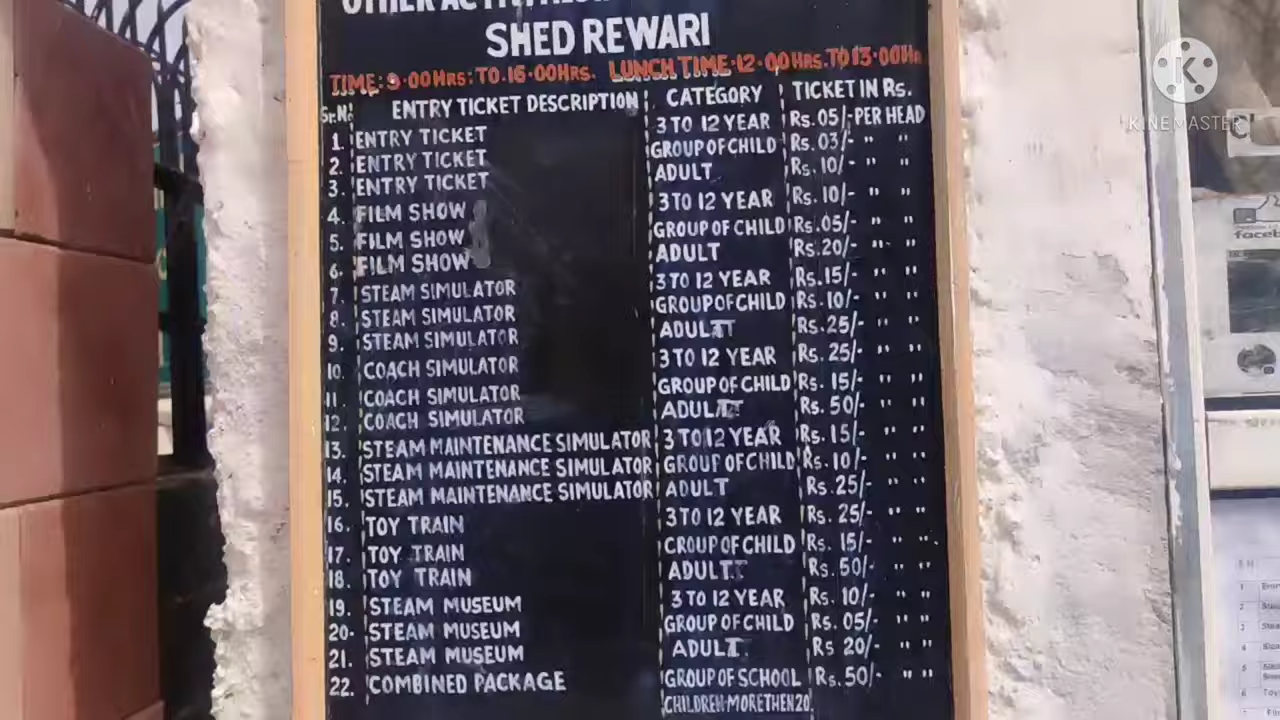 SHED REWARI
TIME: 9·00HRS: TO.16·00HRS. LUNCH TIME·12·00HRS.TO13·00HR
Sr.No ENTRY TICKET DESCRIPTION CATEGORY TICKET IN Rs.
1. ENTRY TICKET 3 TO 12 YEAR Rs.05/-PER HEAD
2. ENTRY TICKET GROUP OF CHILD Rs.03/- " "
3. ENTRY TICKET ADULT Rs.10/- " "
4. FILM SHOW 3 TO 12 YEAR Rs.10/- " "
5. FILM SHOW GROUP OF CHILD Rs.05/- " "
6. FILM SHOW ADULT Rs.20/- " "
7. STEAM SIMULATOR 3 TO 12 YEAR Rs.15/- " "
8. STEAM SIMULATOR GROUP OF CHILD Rs.10/- " "
9. STEAM SIMULATOR ADULT Rs.25/- " "
10. COACH SIMULATOR 3 TO 12 YEAR Rs. 25/- " "
11 COACH SIMULATOR GROUP OF CHILD Rs. 15/- " "
12. COACH SIMULATOR ADULT Rs. 50/- " "
13. STEAM MAINTENANCE SIMULATOR 3 TO 12 YEAR Rs.15/- " "
14. STEAM MAINTENANCE SIMULATOR GROUP OF CHILD Rs.10/- " "
15. STEAM MAINTENANCE SIMULATOR ADULT Rs.25/- " "
16. TOY TRAIN 3 TO 12 YEAR Rs. 25/- " "
17. TOY TRAIN CROUP OF CHILD Rs. 15/- " "
18. TOY TRAIN ADULT Rs.50/- " "
19. STEAM MUSEUM 3 TO 12 YEAR Rs. 10/- " "
20· STEAM MUSEUM GROUP OF CHILD Rs. 05/- " "
21. STEAM MUSEUM ADULT Rs 20/- " "
22. COMBINED PACKAGE GROUP OF SCHOOL Rs.50/- " "
CHILDREN-MORE THEN 20
KINEMASTER
faceb